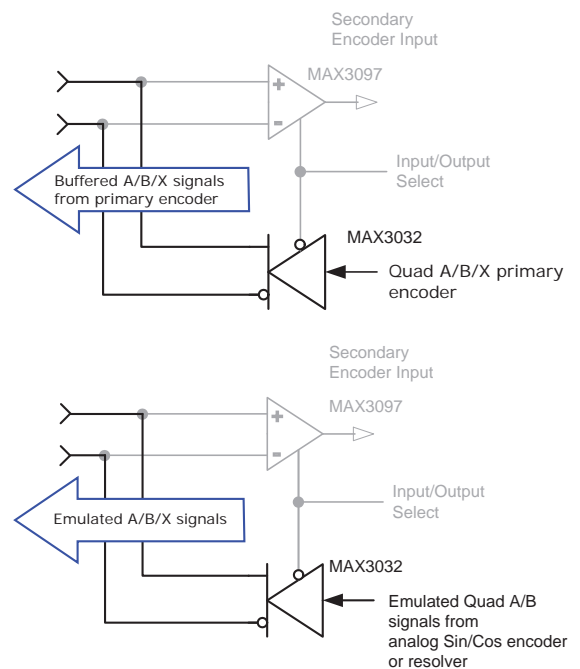 Secondary
Encoder Input
MAX3097
+
-
Input/Output
Select
Buffered A/B/X signals
from primary encoder
MAX3032
Quad A/B/X primary
encoder
Secondary
Encoder Input
MAX3097
+
-
Input/Output
Select
Emulated A/B/X signals
MAX3032
Emulated Quad A/B
signals from
analog Sin/Cos encoder
or resolver